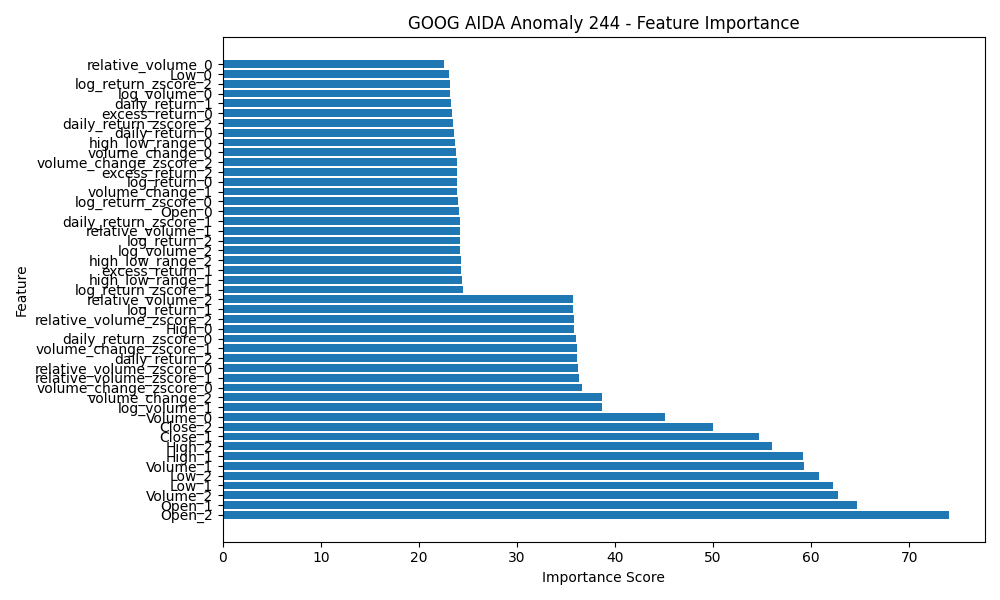 GOOG AIDA Anomaly 244 - Feature Importance
relative_volume_0
Low_0
log_return_zscore_2
log_volume_0
daily_return_1
excess_return_0
daily_return_zscore_2
daily_return_0
high_low_range_0
volume_change_0
volume_change_zscore_2
excess_return_2
log_return_0
volume_change_1
log_return_zscore_0
Open_0
daily_return_zscore_1
relative_volume_1
log_return_2
log_volume_2
high_low_range_2
excess_return_1
high_low_range_1
log_return_zscore_1
relative_volume_2
log_return_1
relative_volume_zscore_2
High_0
daily_return_zscore_0
volume_change_zscore_1
daily_return_2
relative_volume_zscore_0
relative_volume_zscore_1
volume_change_zscore_0
volume_change_2
log_volume_1
Volume_0
Close_2
Close_1
High_2
High_1
Volume_1
Low_2
Low_1
Volume_2
Open_1
Open_2
Feature
0 10 20 30 40 50 60 70
Importance Score